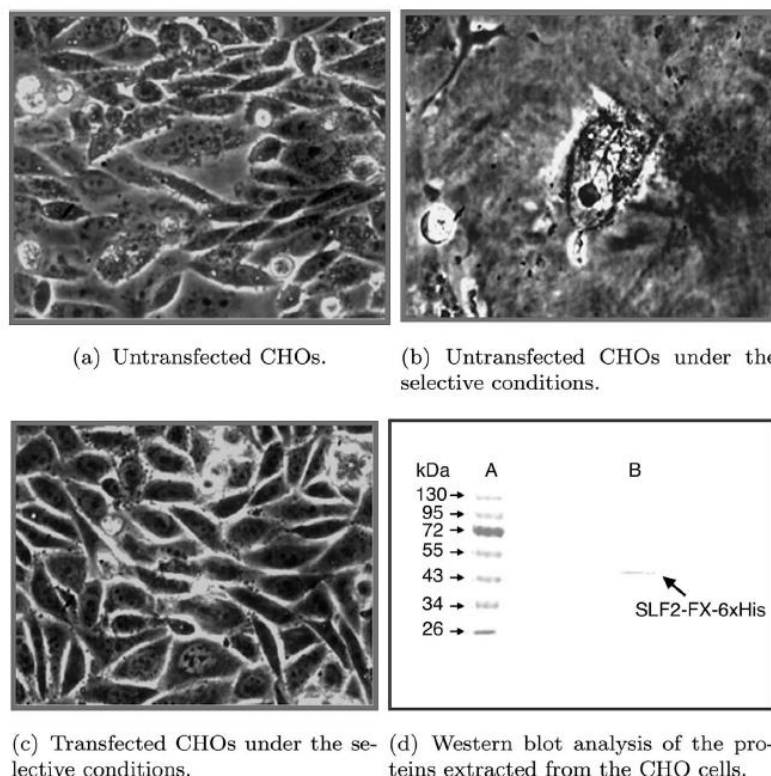 (a) Untransfected CHOs.
(b) Untransfected CHOs under the
selective conditions.
kDa A B
130
95
72
55
43
34
26
SLF2-FX-6xHis
(c) Transfected CHOs under the se-
lective conditions.
(d) Western blot analysis of the pro-
teins extracted from the CHO cells.